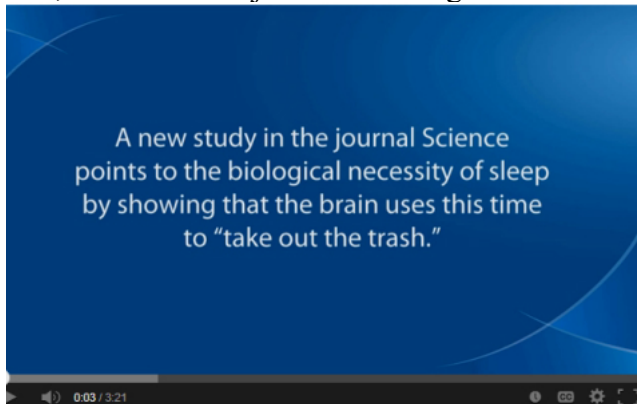 A new study in the journal Science
points to the biological necessity of sleep
by showing that the brain uses this time
to “take out the trash.”
0:03 / 3:21
CC